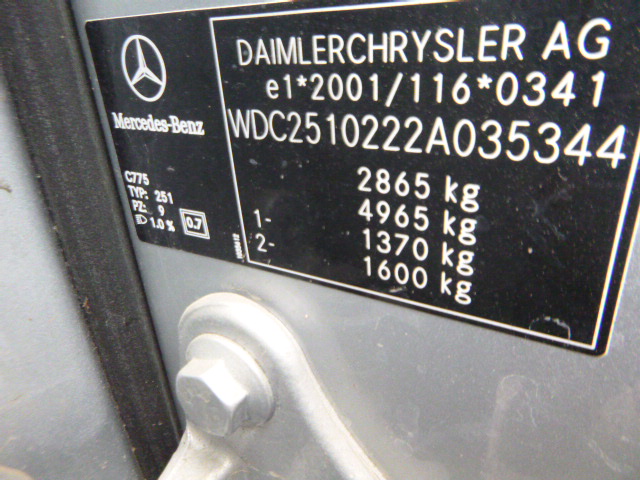 DAIMLERCHRYSLER AG
e1*2001/116*0341
Mercedes-Benz
WDC2510222A035344
2865 kg
1- 4965 kg
2- 1370 kg
1600 kg
C775
TYP: 251
PZ: 9
1.0 % 0.7